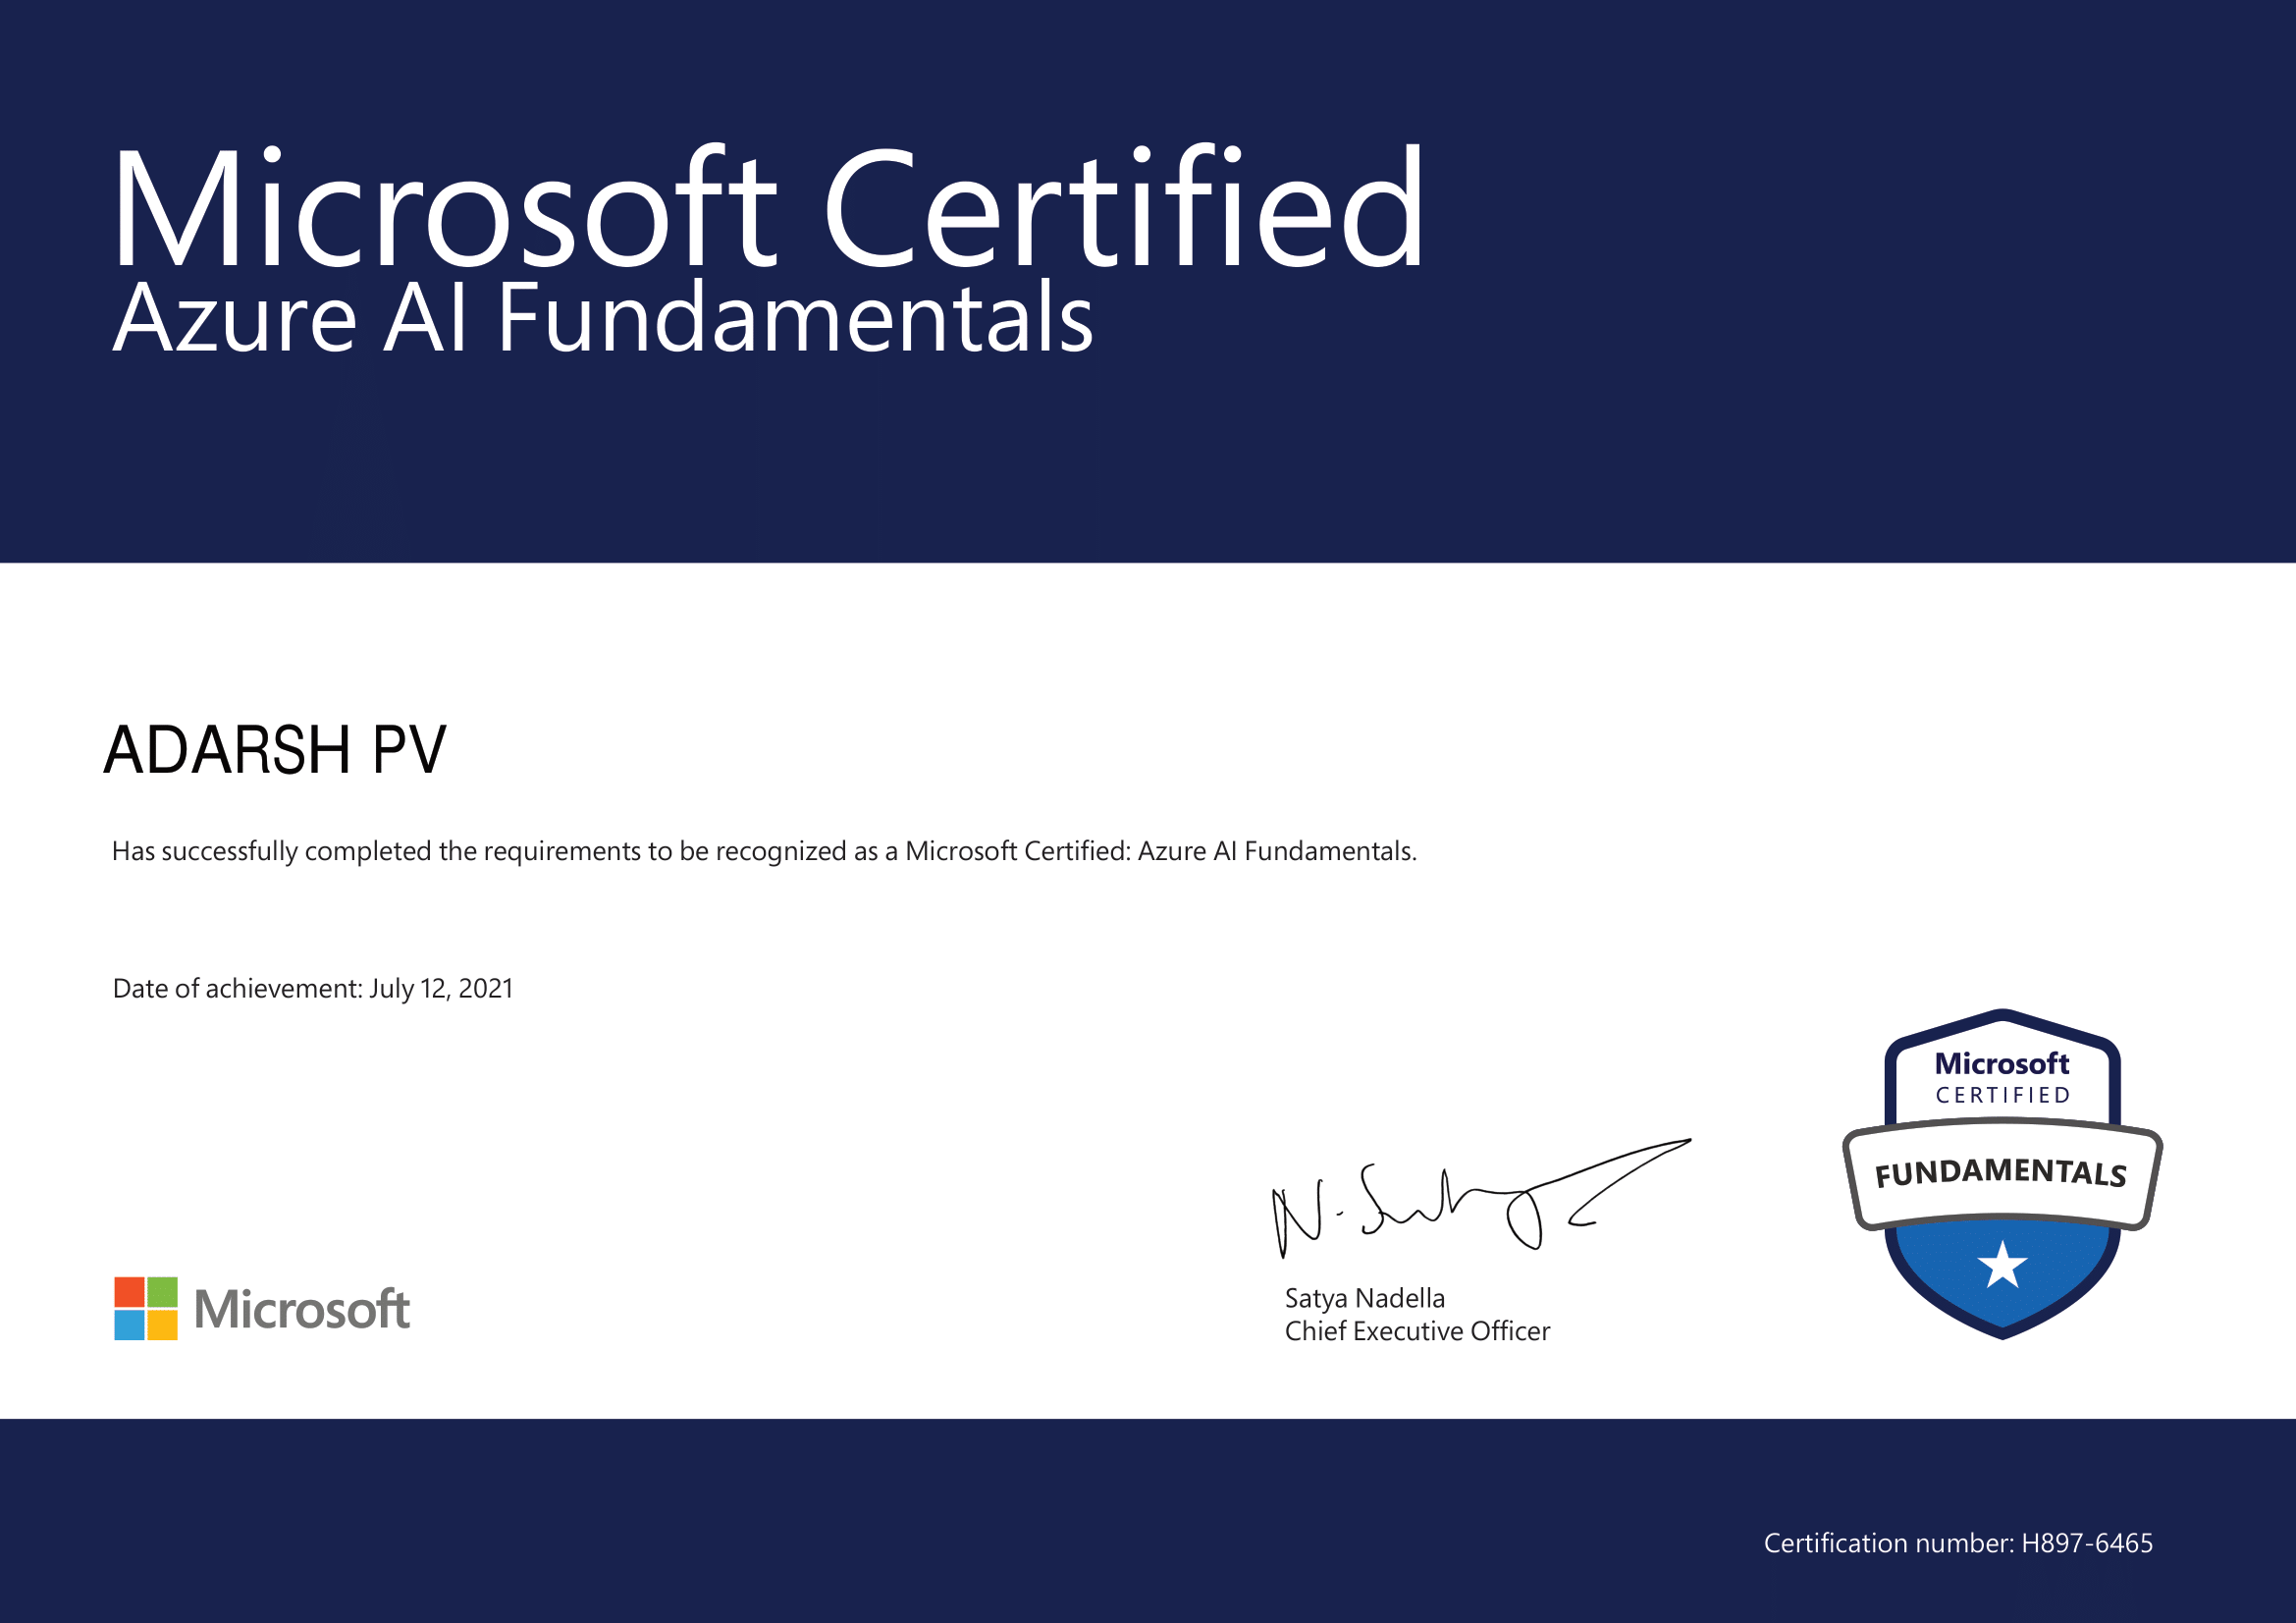 Microsoft Certified
Azure AI Fundamentals
ADARSH PV
Has successfully completed the requirements to be recognized as a Microsoft Certified: Azure AI Fundamentals.
Date of achievement: July 12, 2021
Microsoft
CERTIFIED
FUNDAMENTALS
Satya Nadella
Chief Executive Officer
Microsoft
Certification number: H897-6465